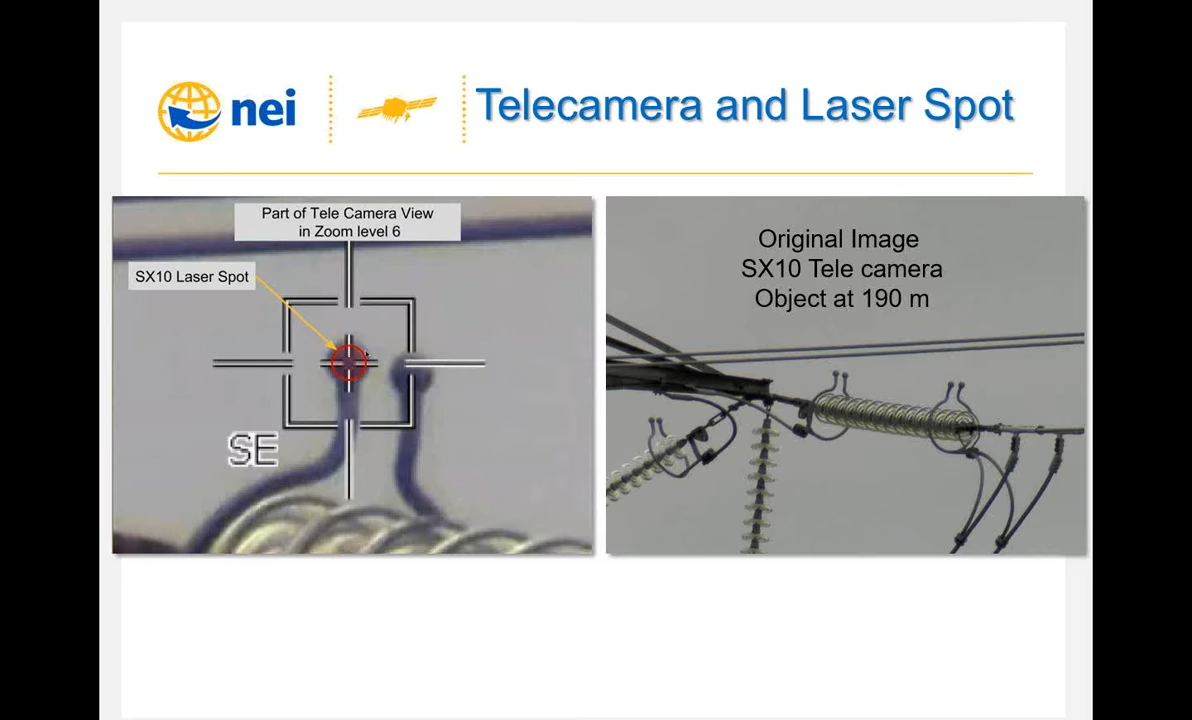 nei
Telecamera and Laser Spot
Part of Tele Camera View
in Zoom level 6
SX10 Laser Spot
SE
Original Image
SX10 Tele camera
Object at 190 m